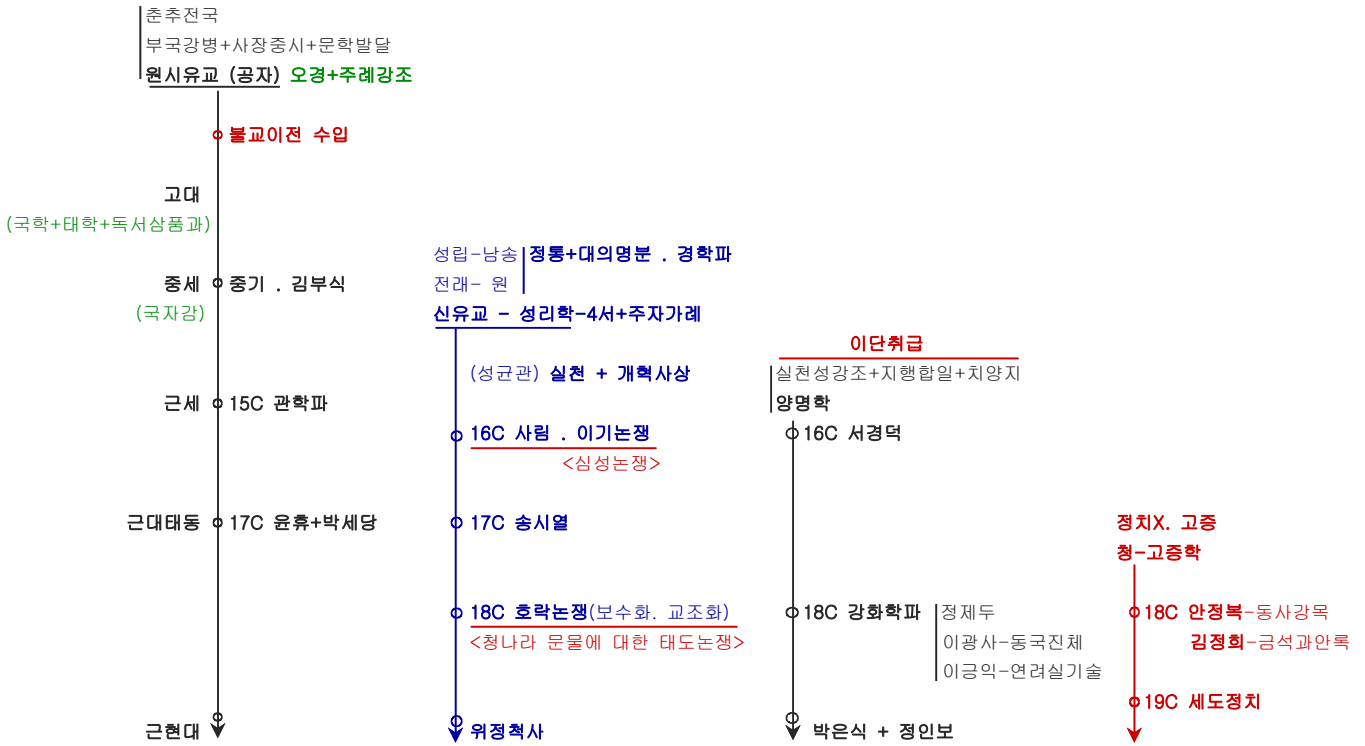 춘추전국
부국강병+사장중시+문학발달
원시유교 (공자) 오경+주례강조
불교이전 수입
고대
(국학+태학+독서삼품과)
중세 중기 . 김부식
(국자감)
근세 15C 관학파
근대태동 17C 윤휴+박세당
근현대
성립-남송 정통+대의명분 . 경학파
전래- 원
신유교 - 성리학-4서+주자가례
(성균관) 실천 + 개혁사상
16C 사림 . 이기논쟁
<심성논쟁>
17C 송시열
18C 호락논쟁(보수화. 교조화)
<청나라 문물에 대한 태도논쟁>
위정척사
이단취급
실천성강조+지행합일+치양지
양명학
16C 서경덕
18C 강화학파 정제두
이광사-동국진체
이긍익-연려실기술
박은식 + 정인보
정치X. 고증
청-고증학
18C 안정복-동사강목
김정희-금석과안록
19C 세도정치